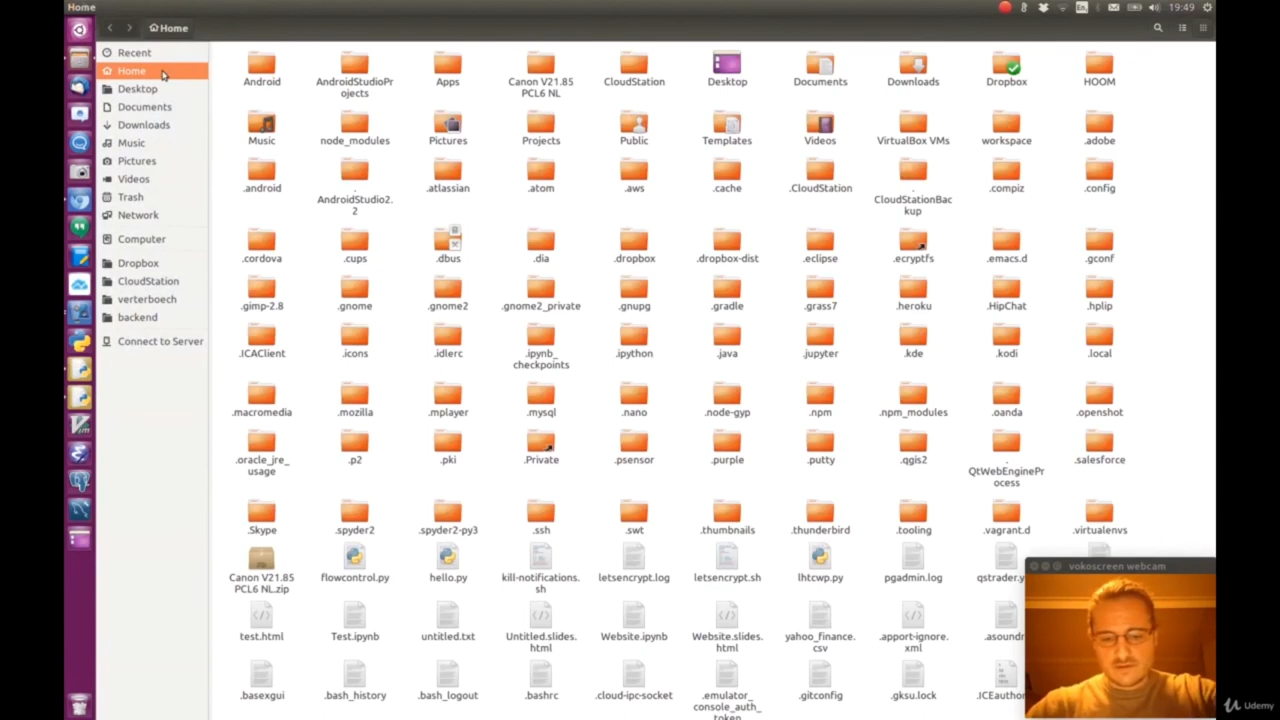 Home
En
19:49
Home
Recent
Home
Desktop
Documents
Downloads
Music
Pictures
Videos
Trash
Network
Computer
Dropbox
CloudStation
verterboech
backend
Connect to Server
Android
AndroidStudioPr
ojects
Apps
Canon V21.85
PCL6 NL
CloudStation
Desktop
Documents
Downloads
Dropbox
HOOM
Music
node_modules
Pictures
Projects
Public
Templates
Videos
VirtualBox VMs
workspace
.adobe
.android
.
AndroidStudio2.
2
.atlassian
.atom
.aws
.cache
.CloudStation
.
CloudStationBac
kup
.compiz
.config
.cordova
.cups
.dbus
.dia
.dropbox
.dropbox-dist
.eclipse
.ecryptfs
.emacs.d
.gconf
.gimp-2.8
.gnome
.gnome2
.gnome2_private
.gnupg
.gradle
.grass7
.heroku
.HipChat
.hplip
.ICAClient
.icons
.idlerc
.ipynb_
checkpoints
.ipython
.java
.jupyter
.kde
.kodi
.local
.macromedia
.mozilla
.mplayer
.mysql
.nano
.node-gyp
.npm
.npm_modules
.oanda
.openshot
.oracle_jre_
usage
.p2
.pki
.Private
.psensor
.purple
.putty
.qgis2
.
QtWebEnginePr
ocess
.salesforce
.Skype
.spyder2
.spyder2-py3
.ssh
.swt
.thumbnails
.thunderbird
.tooling
.vagrant.d
.virtualenvs
Canon V21.85
PCL6 NL.zip
flowcontrol.py
hello.py
kill-notifications.
sh
letsencrypt.log
letsencrypt.sh
lhtcwp.py
pgadmin.log
qstrader.y
vokoscreen webcam
test.html
Test.ipynb
untitled.txt
Untitled.slides.
html
Website.ipynb
Website.slides.
html
yahoo_finance.
csv
.apport-ignore.
xml
.asoundr
.basexgui
.bash_history
.bash_logout
.bashrc
.cloud-ipc-socket
.emulator_
console_auth_
token
.gitconfig
.gksu.lock
.ICEauthor
Udemy